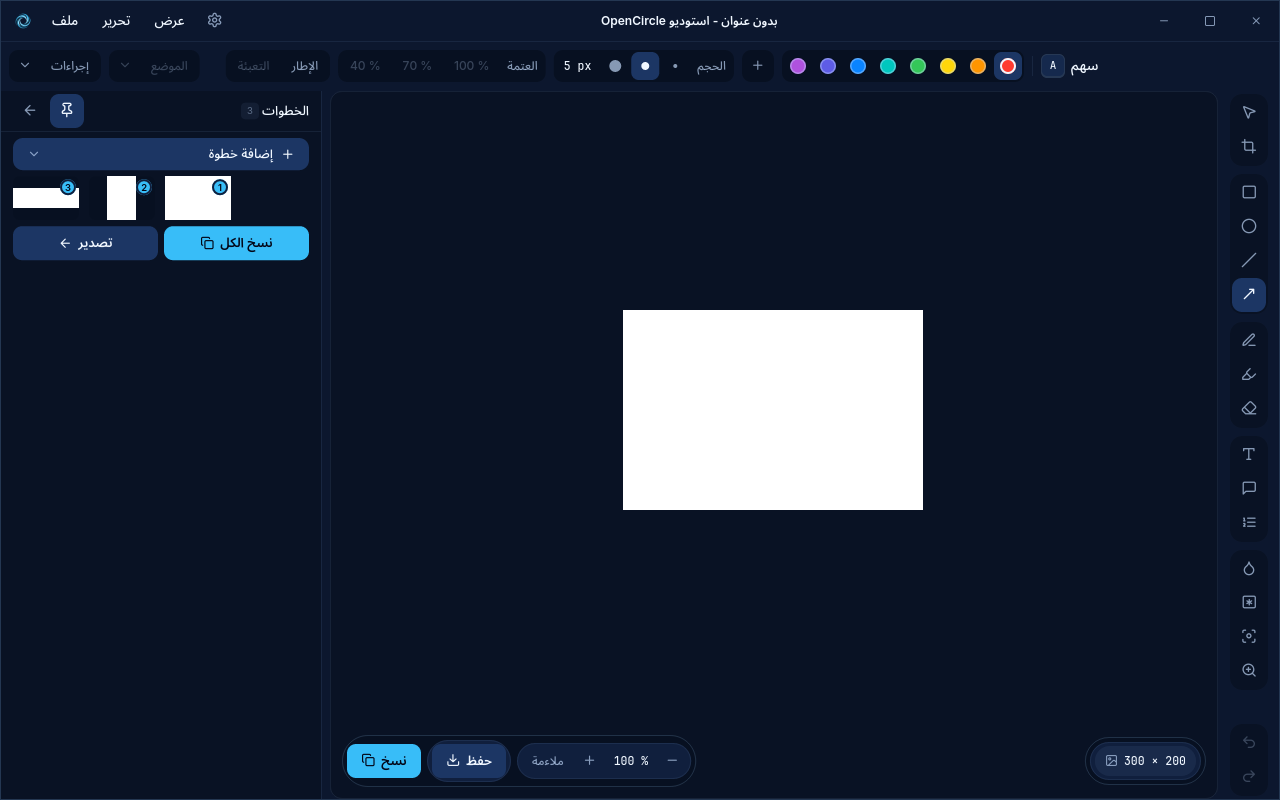 ملف تحرير عرض
بدون عنوان - استوديو OpenCircle
سهم A
الحجم 5 px
العتمة 100 % 70 % 40 %
الإطار التعبئة
الموضع
إجراءات
الخطوات 3
إضافة خطوة
1 2 3
نسخ الكل
تصدير
300 × 200
100 %
ملاءمة
حفظ
نسخ